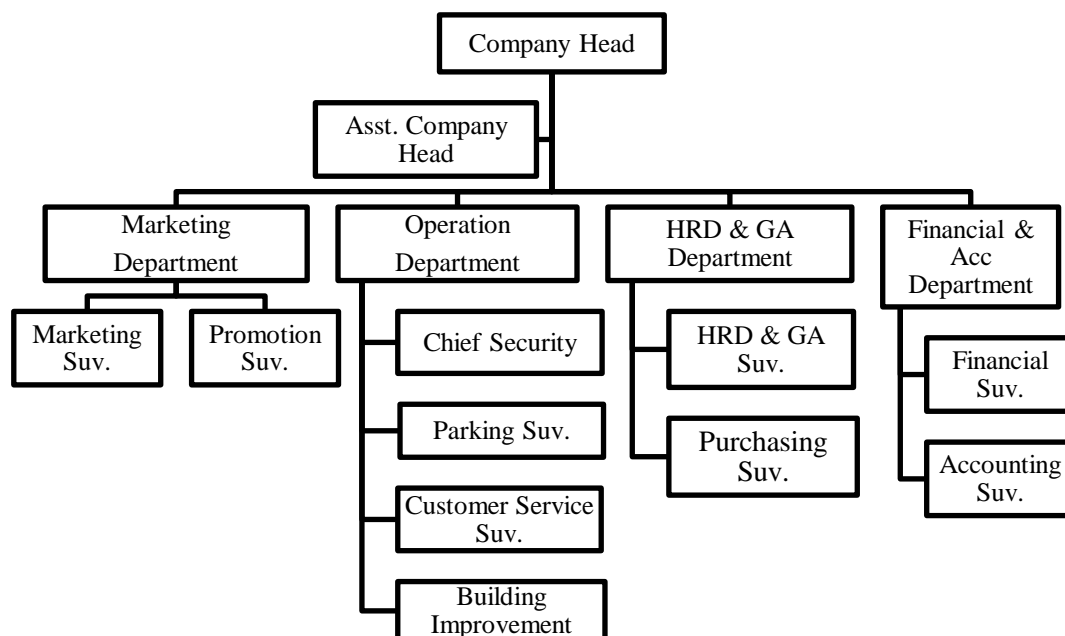 Company Head
Asst. Company
Head
Marketing
Department
Operation
Department
HRD & GA
Department
Financial &
Acc
Department
Marketing
Suv.
Promotion
Suv.
Chief Security
Parking Suv.
Customer Service
Suv.
Building
Improvement
HRD & GA
Suv.
Purchasing
Suv.
Financial
Suv.
Accounting
Suv.